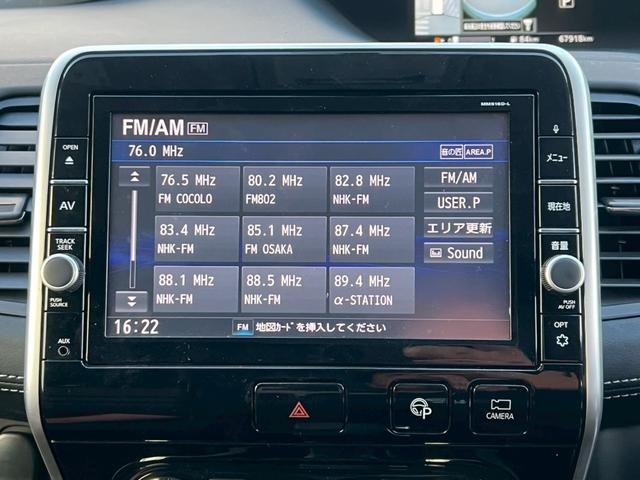 84km 67918km
MM516D-L
OPEN
AV
TRACK
SEEK
PUSH
SOURCE
AUX
FM/AM FM
76.0 MHz
音の匠 AREA.P
76.5 MHz
FM COCOLO
80.2 MHz
FM802
82.8 MHz
NHK-FM
83.4 MHz
NHK-FM
85.1 MHz
FM OSAKA
87.4 MHz
NHK-FM
88.1 MHz
NHK-FM
88.5 MHz
NHK-FM
89.4 MHz
α-STATION
FM/AM
USER.P
エリア更新
Sound
16:22
FM 地図ｶｰﾄﾞを挿入してください
メニュー
現在地
音量
PUSH
AV OFF
OPT
P
CAMERA